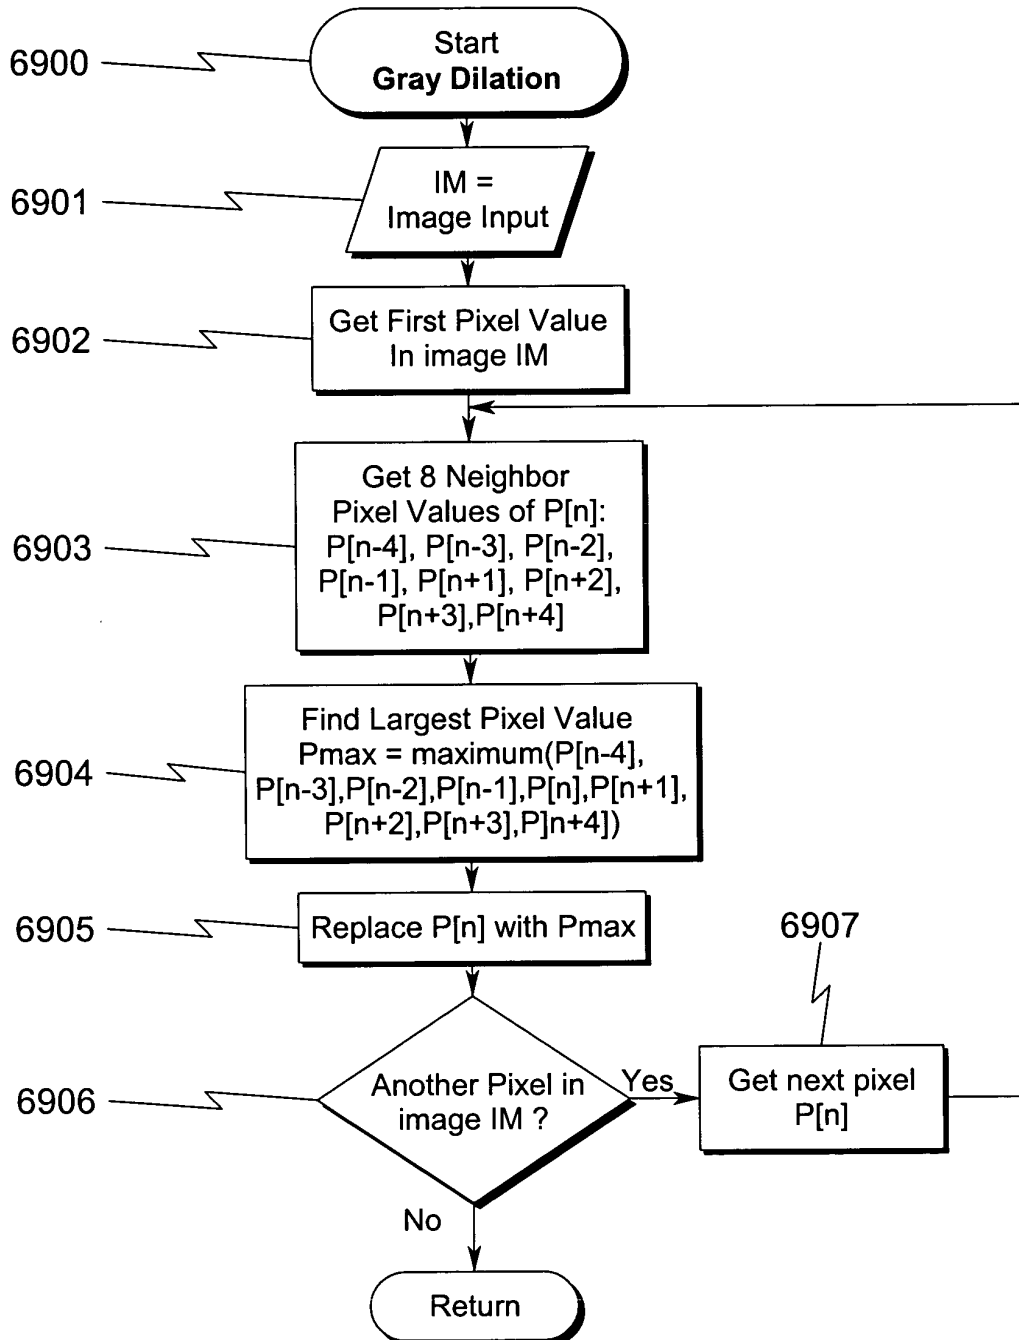 6900
Start
Gray Dilation
6901
IM =
Image Input
6902
Get First Pixel Value
In image IM
6903
Get 8 Neighbor
Pixel Values of P[n]:
P[n-4], P[n-3], P[n-2],
P[n-1], P[n+1], P[n+2],
P[n+3],P[n+4]
6904
Find Largest Pixel Value
Pmax = maximum(P[n-4],
P[n-3],P[n-2],P[n-1],P[n],P[n+1],
P[n+2],P[n+3],P]n+4])
6905
Replace P[n] with Pmax
6906
Another Pixel in
image IM ?
Yes
6907
Get next pixel
P[n]
No
Return